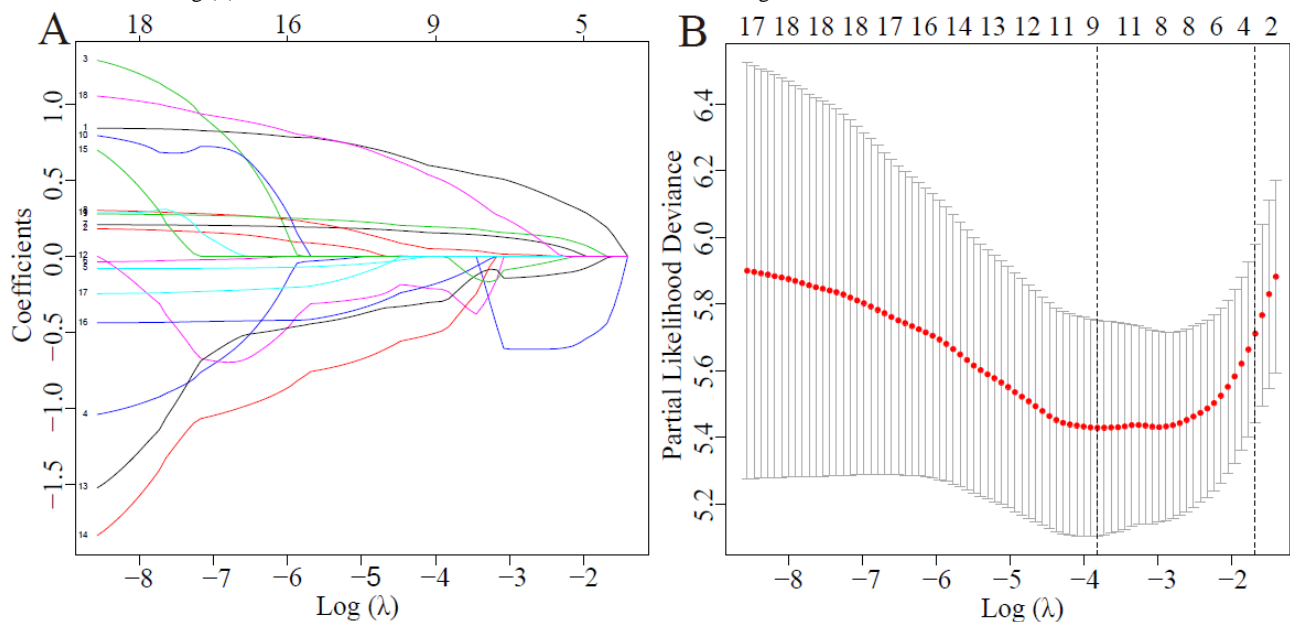 A
18 16 9 5
3
18
1
10
15
12
5
17
16
4
13
14
1.0
0.5
0.0
−0.5
−1.0
−1.5
Coefficients
−8 −7 −6 −5 −4 −3 −2
Log (λ)
B
17 18 18 18 17 16 14 13 12 11 9 11 8 8 6 4 2
6.4
6.2
6.0
5.8
5.6
5.4
5.2
Partial Likelihood Deviance
−8 −7 −6 −5 −4 −3 −2
Log (λ)